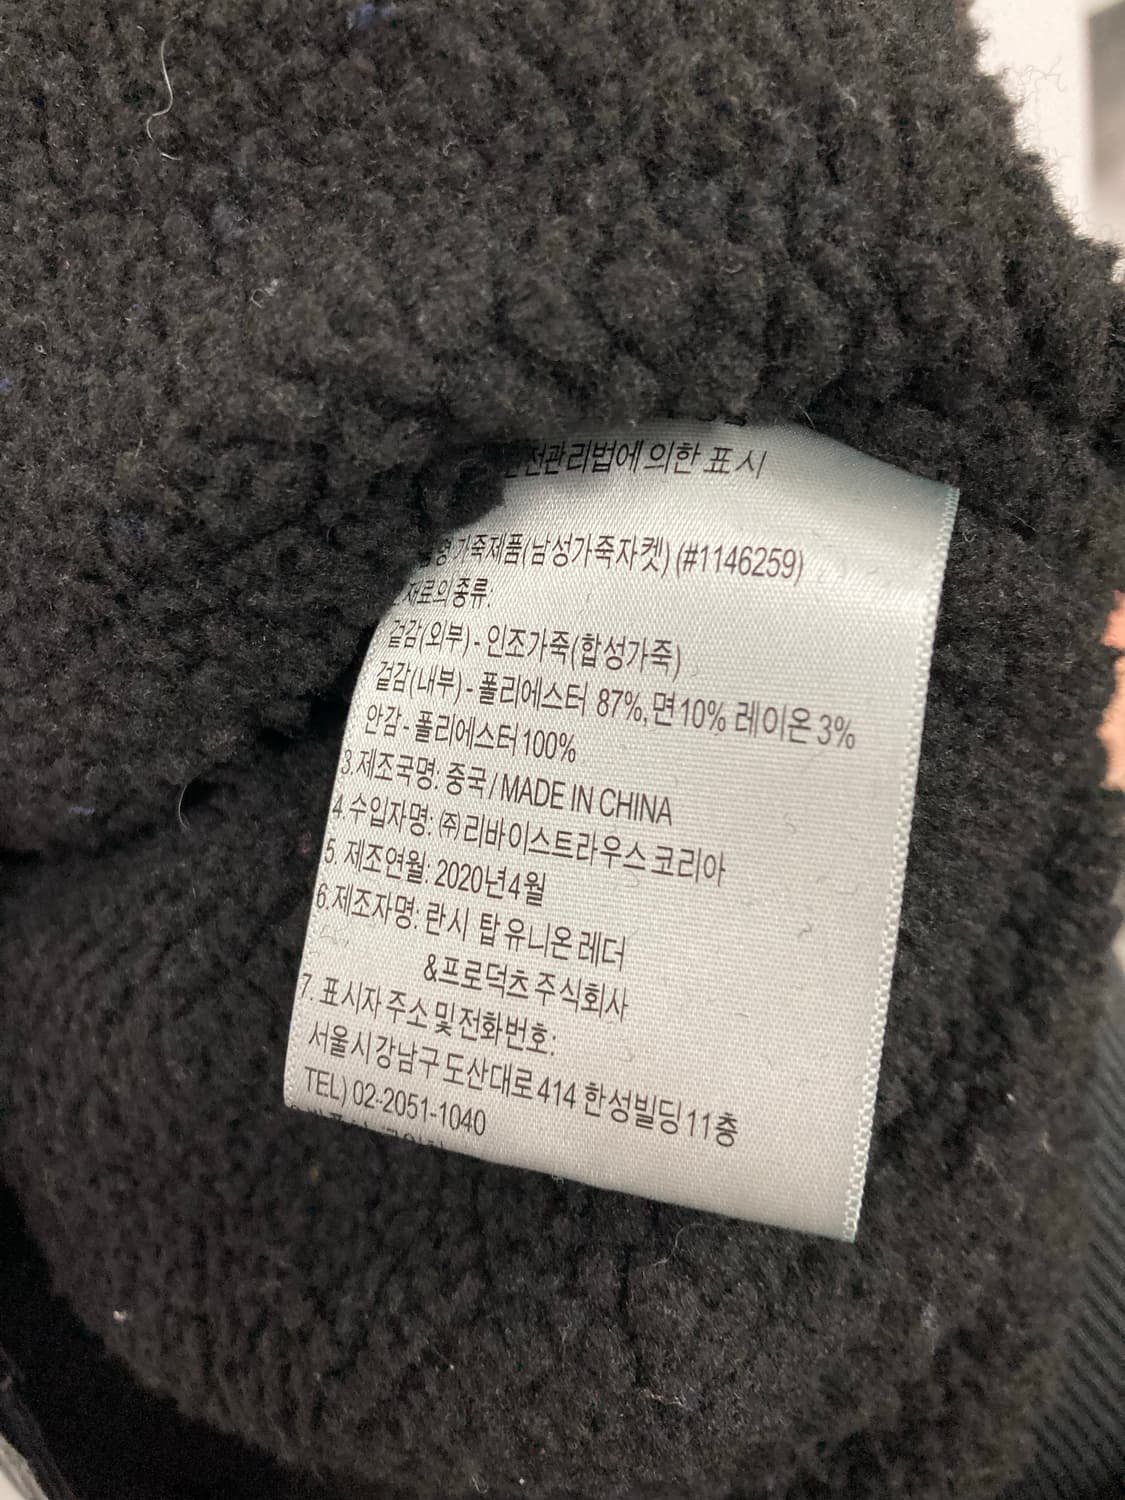 전관리법에 의한 표시
가죽제품(남성가죽자켓) (#1146259)
재료의종류:
겉감(외부) - 인조가죽(합성가죽)
겉감(내부) - 폴리에스터 87%,면10% 레이온3%
안감 - 폴리에스터100%
3.제조국명: 중국 / MADE IN CHINA
4.수입자명: ㈜리바이스트라우스코리아
5. 제조연월: 2020년4월
6.제조자명: 란시 탑유니온레더
&프로덕츠주식회사
7. 표시자 주소 및 전화번호:
서울시강남구 도산대로414 한성빌딩11층
TEL) 02-2051-1040